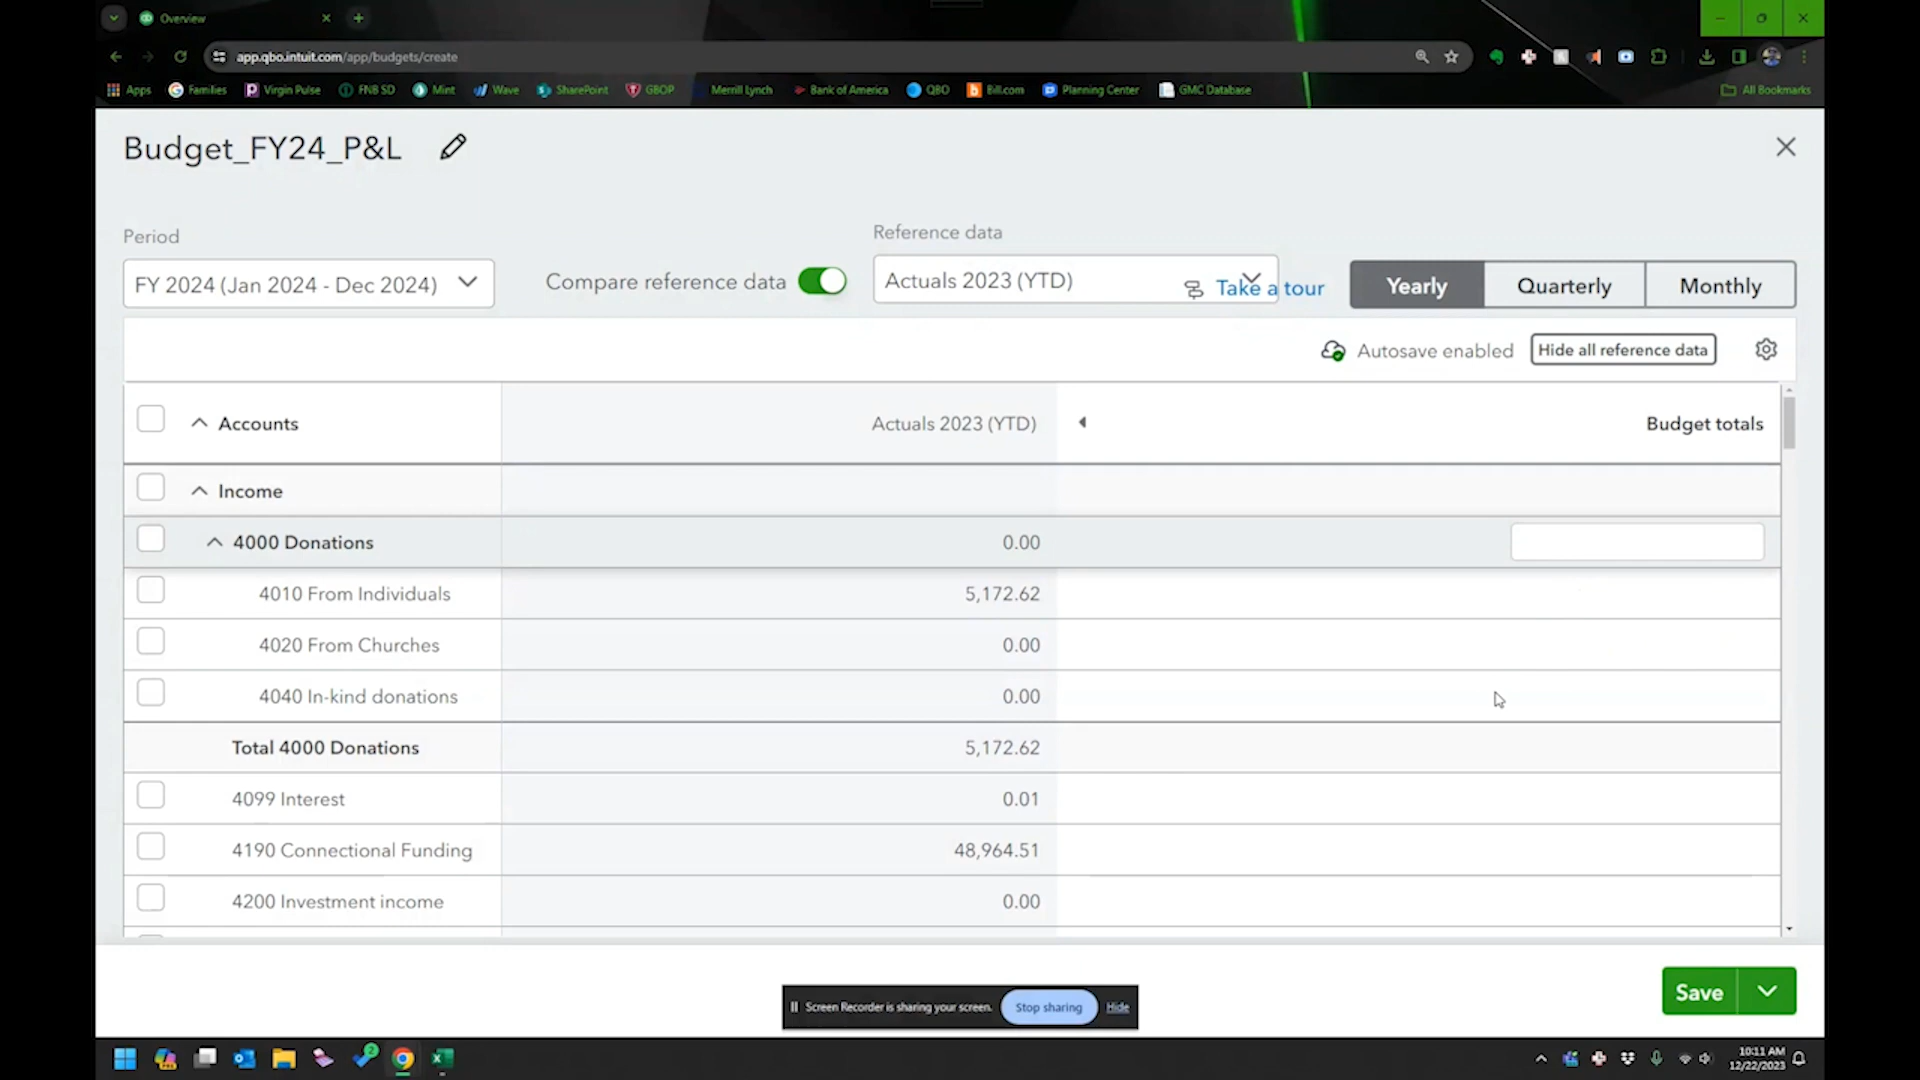 Overview
app.qbo.intuit.com/app/budgets/create
Apps Families Virgin Pulse FNB SD Mint Wave SharePoint GBOP Merrill Lynch Bank of America QBO Bill.com Planning Center GMC Database All Bookmarks
Budget_FY24_P&L
Period
Reference data
FY 2024 (Jan 2024 - Dec 2024)
Compare reference data
Actuals 2023 (YTD)
Take a tour
Yearly Quarterly Monthly
Autosave enabled
Hide all reference data
Accounts Actuals 2023 (YTD) Budget totals
Income
4000 Donations 0.00
4010 From Individuals 5,172.62
4020 From Churches 0.00
4040 In-kind donations 0.00
Total 4000 Donations 5,172.62
4099 Interest 0.01
4190 Connectional Funding 48,964.51
4200 Investment income 0.00
Save
Screen Recorder is sharing your screen. Stop sharing Hide
2
10:11 AM
12/22/2023